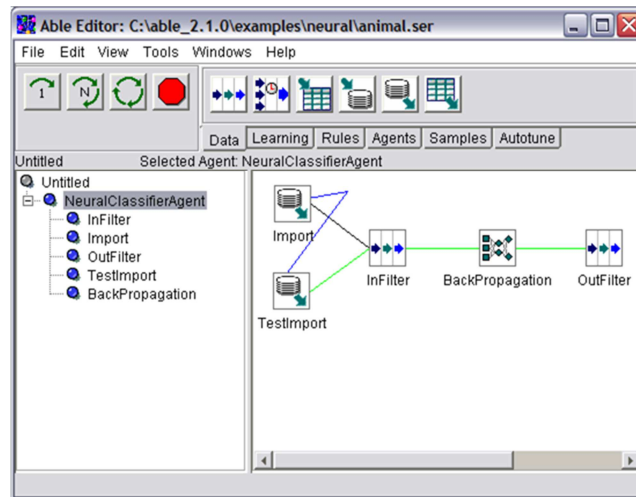 Able Editor: C:\able_2.1.0\examples\neural\animal.ser
File Edit View Tools Windows Help
1 N
Data Learning Rules Agents Samples Autotune
Untitled Selected Agent: NeuralClassifierAgent
Untitled
NeuralClassifierAgent
InFilter
Import
OutFilter
TestImport
BackPropagation
Import
InFilter BackPropagation OutFilter
TestImport